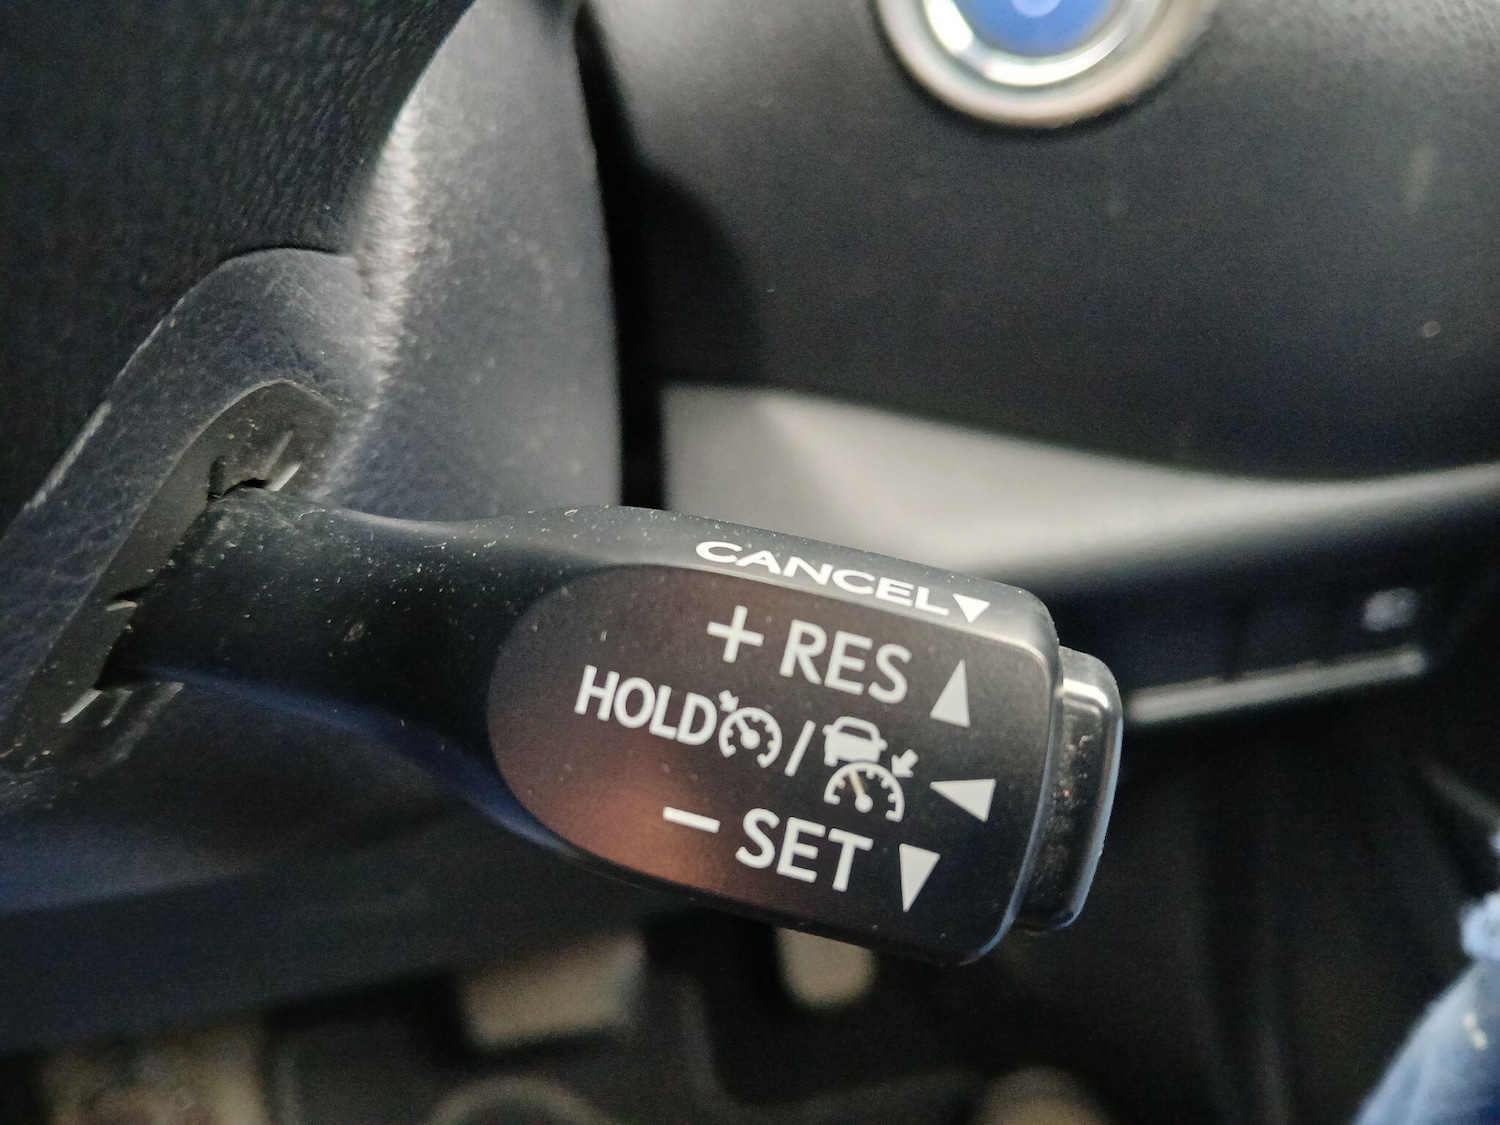 CANCEL▼
+ RES ▲
HOLD / ◀
− SET ▼